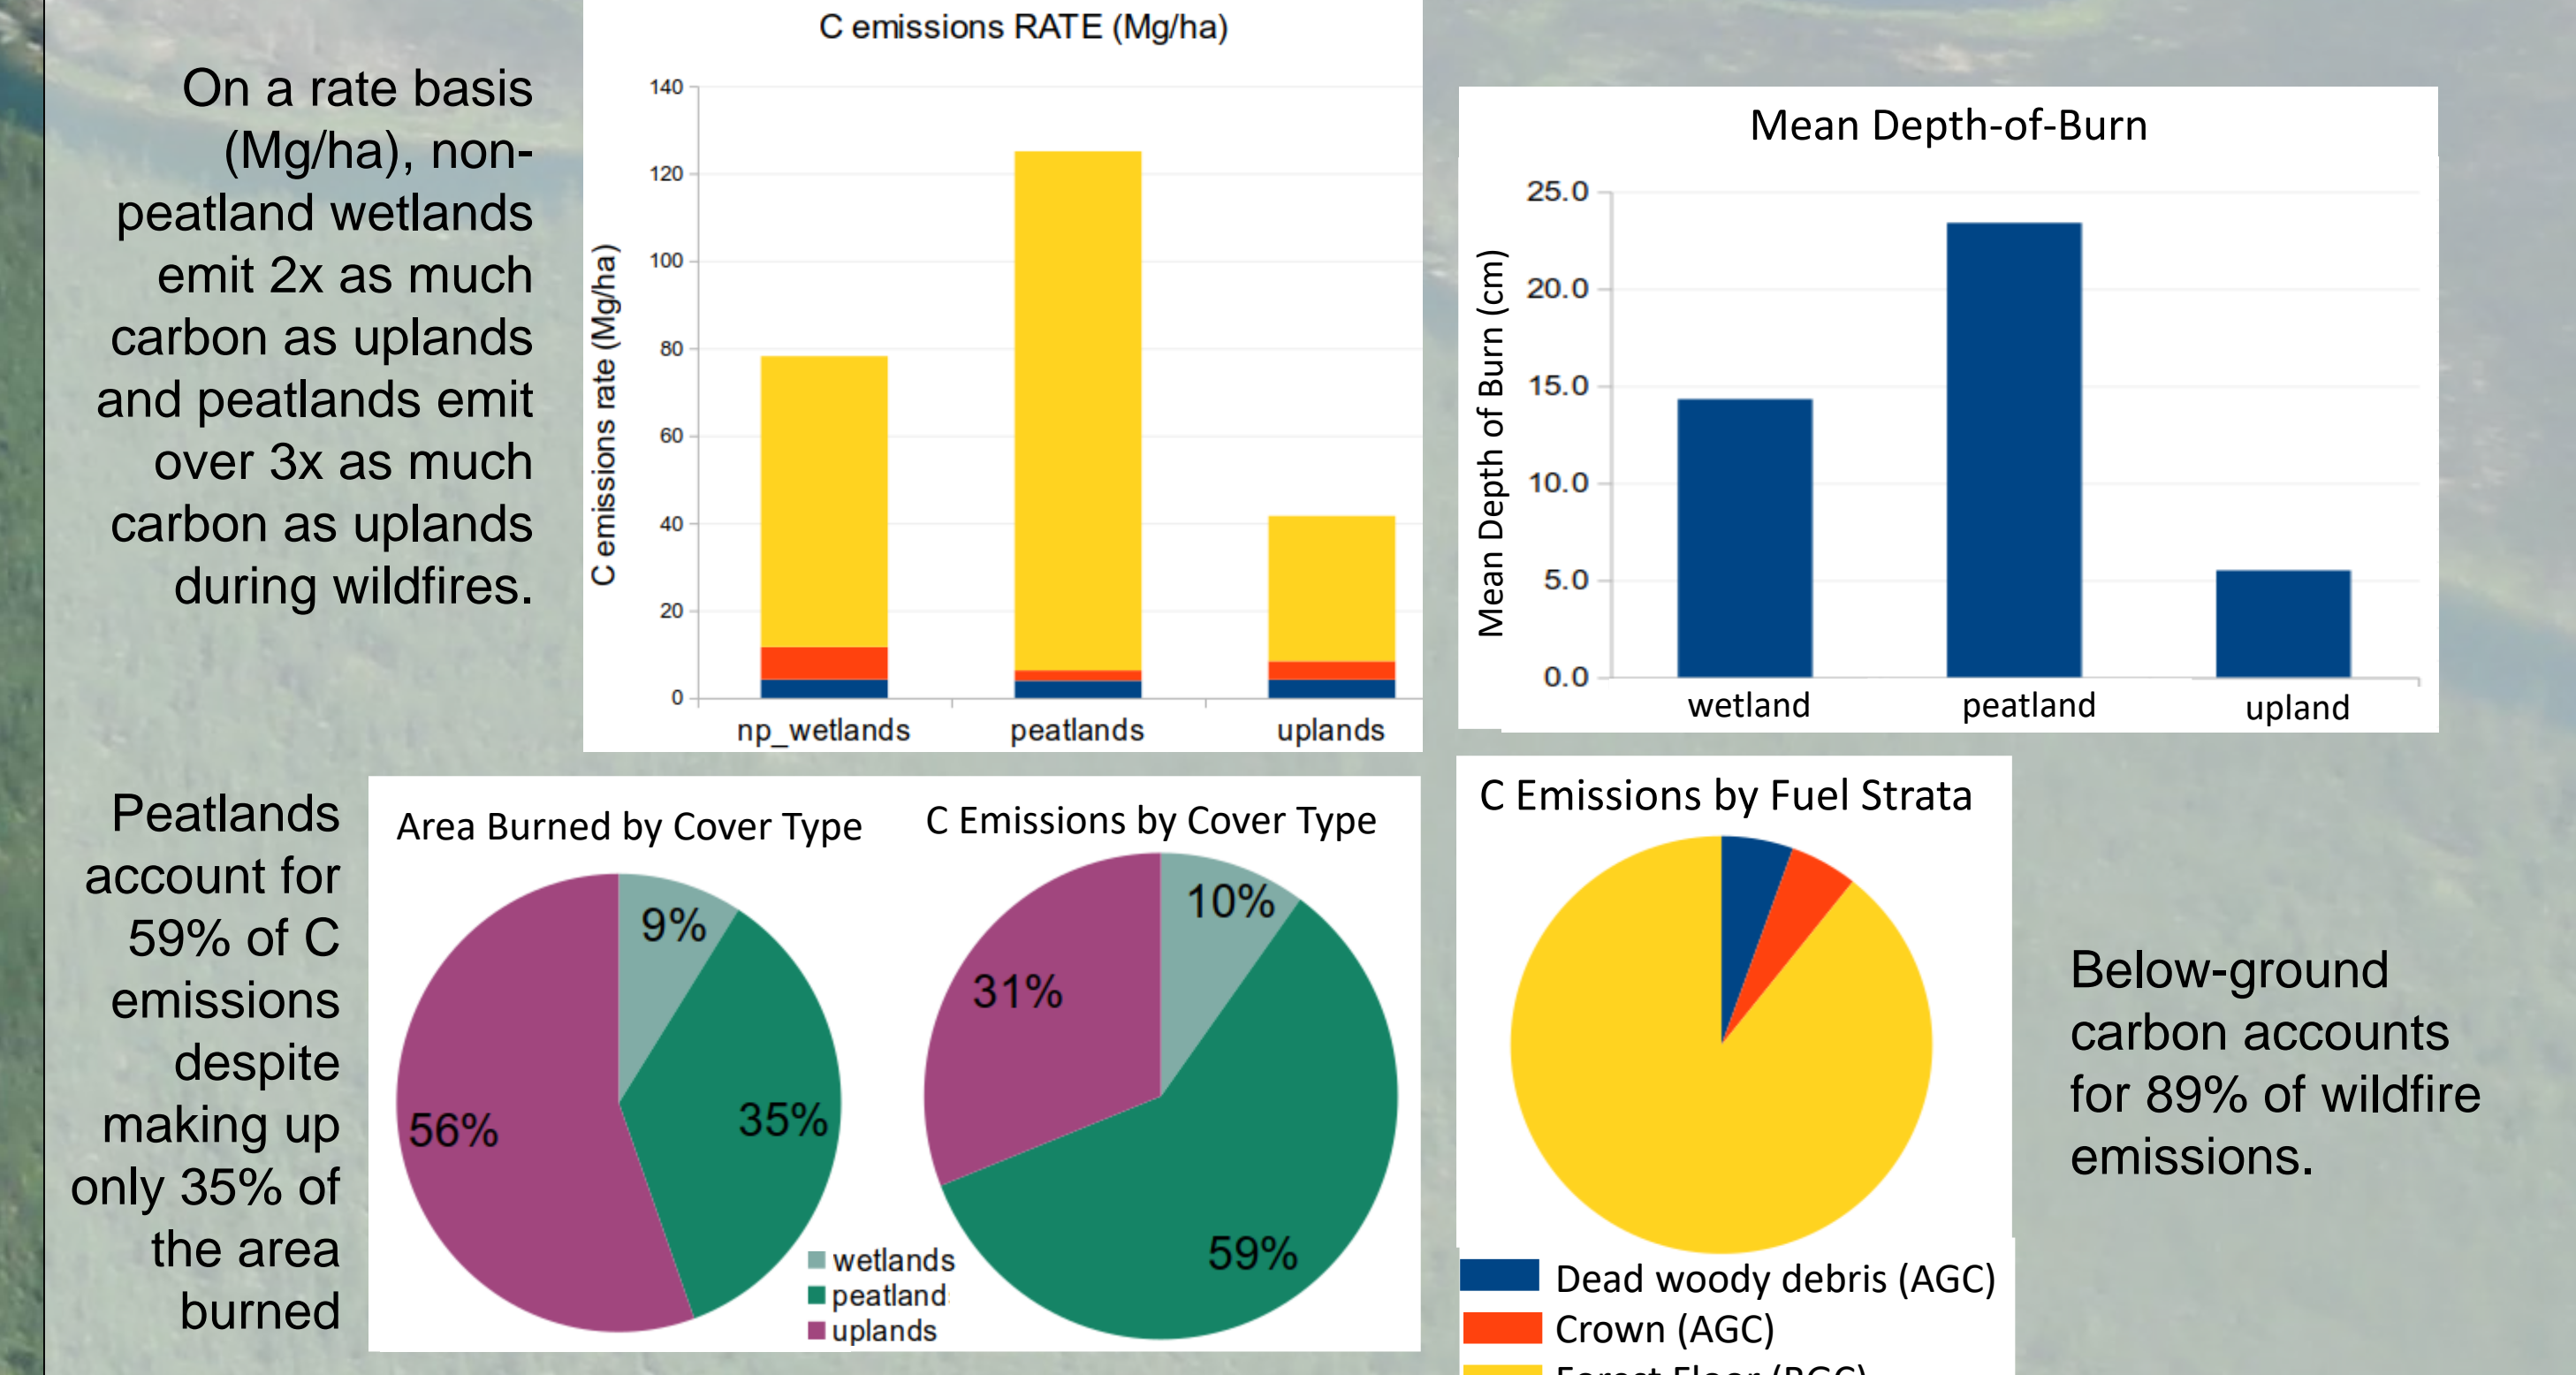 On a rate basis
(Mg/ha), non-
peatland wetlands
emit 2x as much
carbon as uplands
and peatlands emit
over 3x as much
carbon as uplands
during wildfires.
C emissions RATE (Mg/ha)
C emissions rate (Mg/ha)
140
120
100
80
60
40
20
0
np_wetlands peatlands uplands
Mean Depth-of-Burn
Mean Depth of Burn (cm)
25.0
20.0
15.0
10.0
5.0
0.0
wetland peatland upland
Peatlands
account for
59% of C
emissions
despite
making up
only 35% of
the area
burned
Area Burned by Cover Type
9%
35%
56%
C Emissions by Cover Type
10%
31%
59%
wetlands
peatland
uplands
C Emissions by Fuel Strata
Dead woody debris (AGC)
Crown (AGC)
Forest Floor (BGC)
Below-ground
carbon accounts
for 89% of wildfire
emissions.